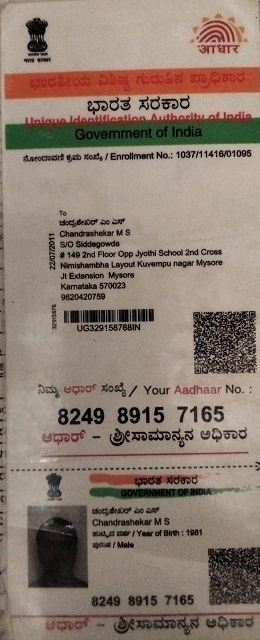 आधार
ಭಾರತೀಯ ವಿಶಿಷ್ಟ ಗುರುತಿನ ಪ್ರಾಧಿಕಾರ
ಭಾರತ ಸರಕಾರ
Unique Identification Authority of India
Government of India
ನೋಂದಾವಣಿ ಕ್ರಮ ಸಂಖ್ಯೆ / Enrollment No.: 1037/11416/01095
22/07/2011
To
ಚಂದ್ರಶೇಖರ್ ಎಂ ಎಸ್
Chandrashekar M S
S/O Siddegowda
# 149 2nd Floor Opp Jyothi School 2nd Cross
Nimishambha Layout Kuvempu nagar Mysore
Jt Extension Mysore
Karnataka 570023
9620420759
UG329158768IN
ನಿಮ್ಮ ಆಧಾರ್ ಸಂಖ್ಯೆ / Your Aadhaar No. :
8249 8915 7165
ಆಧಾರ್ - ಶ್ರೀಸಾಮಾನ್ಯನ ಅಧಿಕಾರ
ಭಾರತ ಸರಕಾರ
GOVERNMENT OF INDIA
ಚಂದ್ರಶೇಖರ್ ಎಂ ಎಸ್
Chandrashekar M S
ಹುಟ್ಟಿದ ವರ್ಷ / Year of Birth : 1961
ಪುರುಷ / Male
8249 8915 7165
ಆಧಾರ್ - ಶ್ರೀಸಾಮಾನ್ಯನ ಅಧಿಕಾರ